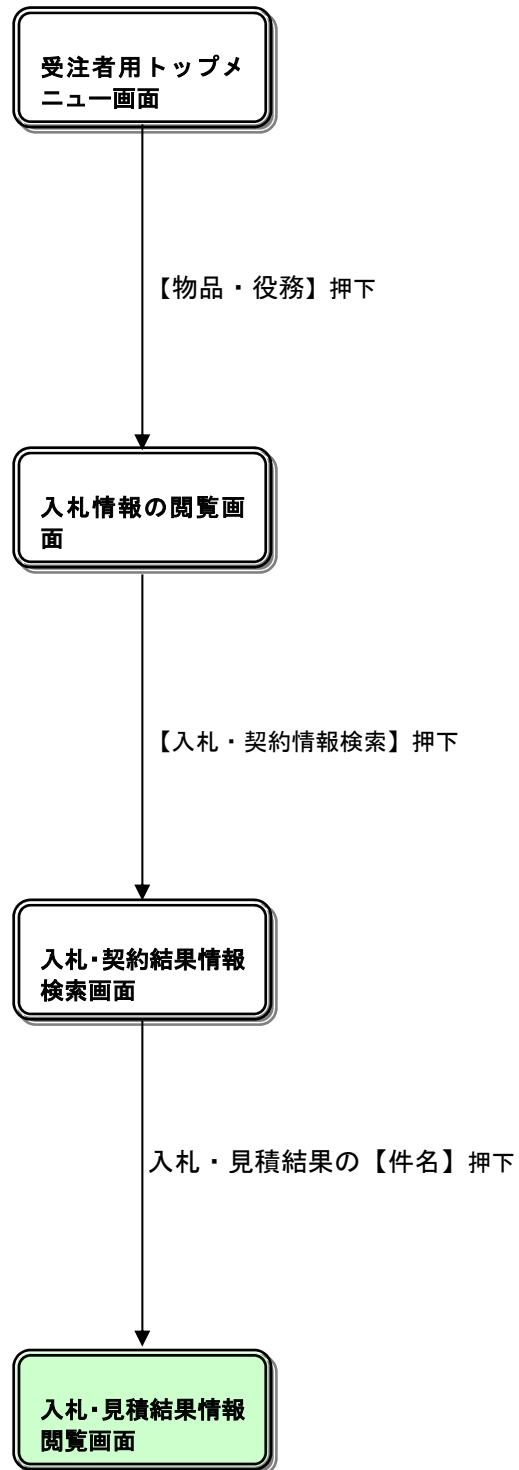 受注者用トップメ
ニュー画面
【物品・役務】押下
入札情報の閲覧画
面
【入札・契約情報検索】押下
入札・契約結果情報
検索画面
入札・見積結果の【件名】押下
入札・見積結果情報
閲覧画面